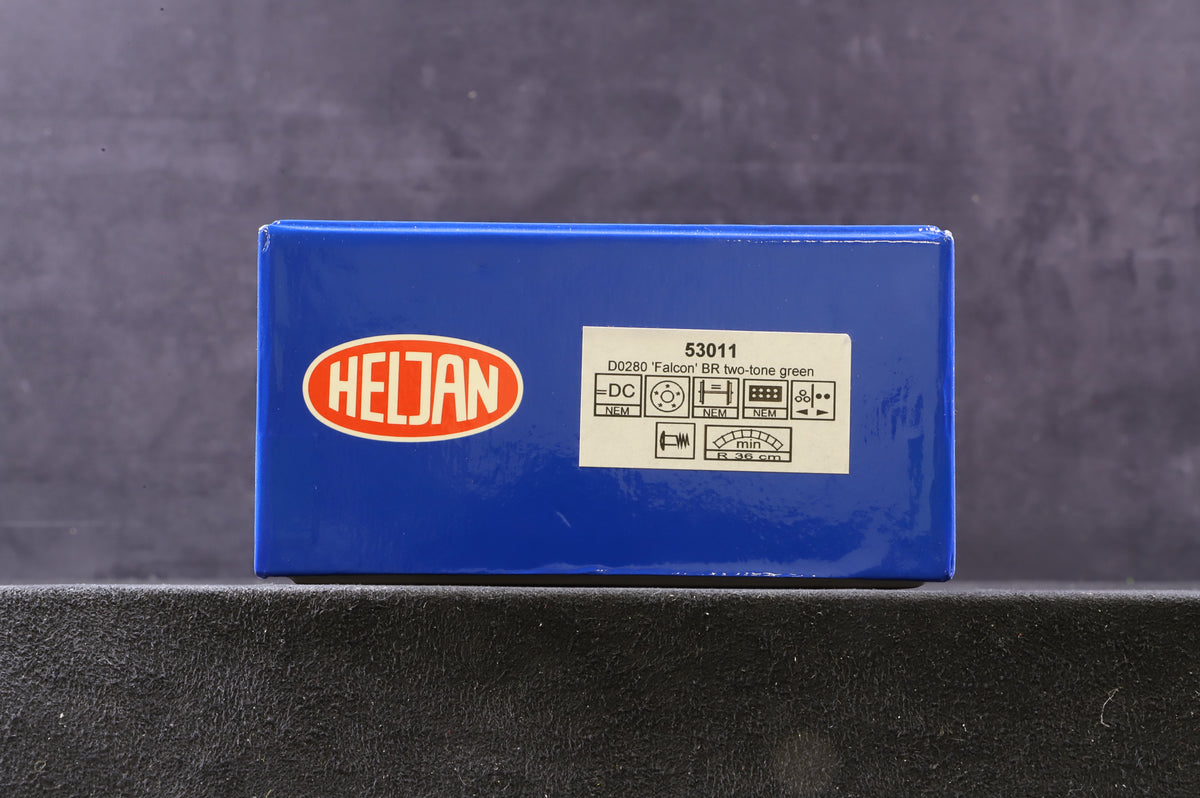 HELJAN
53011
D0280 'Falcon' BR two-tone green
=DC
NEM NEM NEM
min
R 36 cm